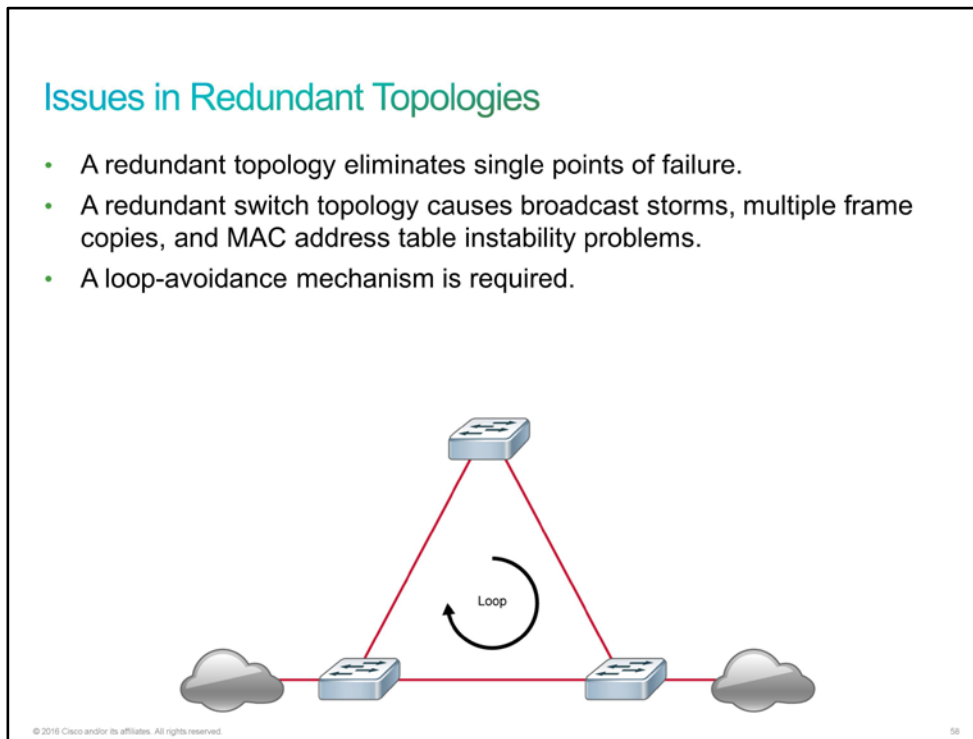 Issues in Redundant Topologies
• A redundant topology eliminates single points of failure.
• A redundant switch topology causes broadcast storms, multiple frame
copies, and MAC address table instability problems.
• A loop-avoidance mechanism is required.
Loop
© 2016 Cisco and/or its affiliates. All rights reserved.
58